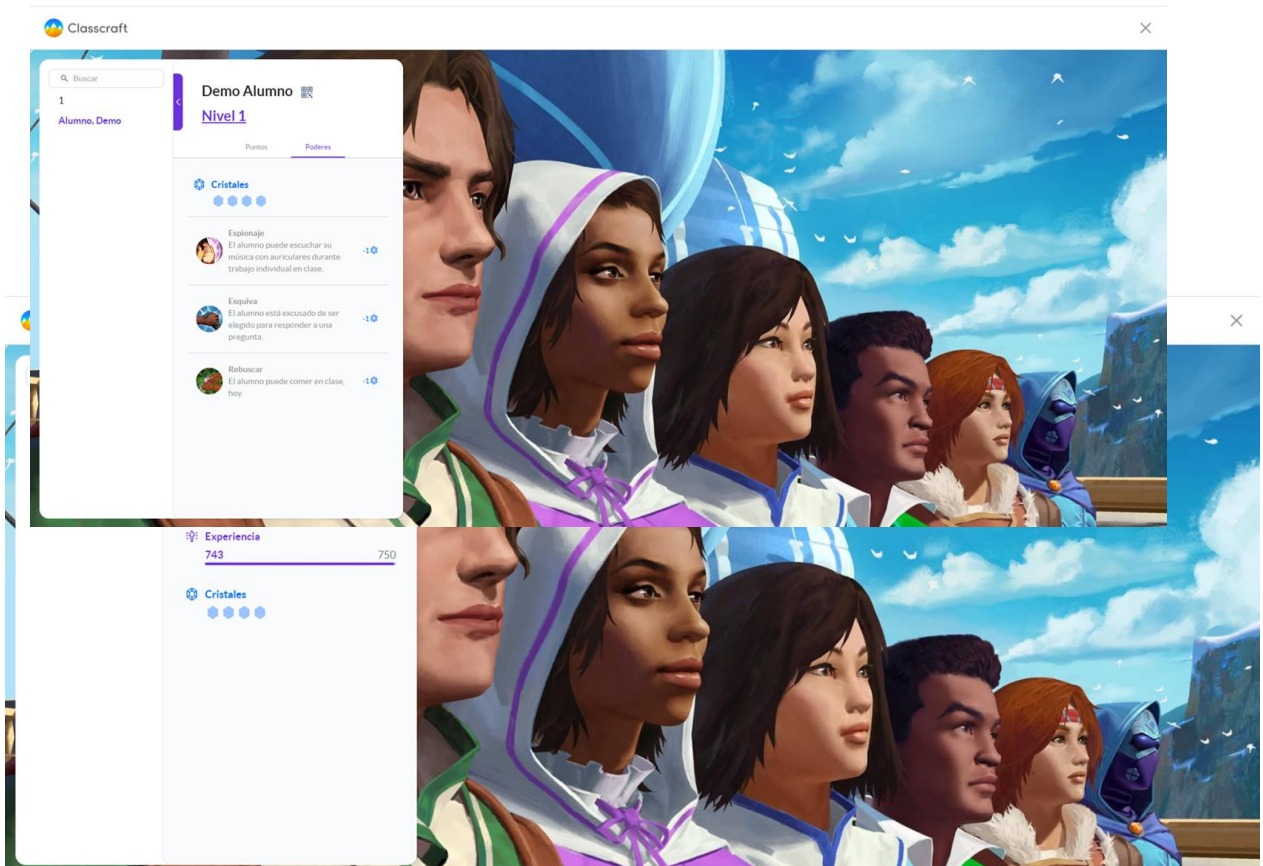 Classcraft
Buscar
1
Alumno, Demo
Demo Alumno
Nivel 1
Puntos Poderes
Cristales
Espionaje
El alumno puede escuchar su
música con auriculares durante
trabajo individual en clase.
-1
Esquiva
El alumno está excusado de ser
elegido para responder a una
pregunta.
-1
Rebuscar
El alumno puede comer en clase,
hoy.
-1
Experiencia
743 750
Cristales